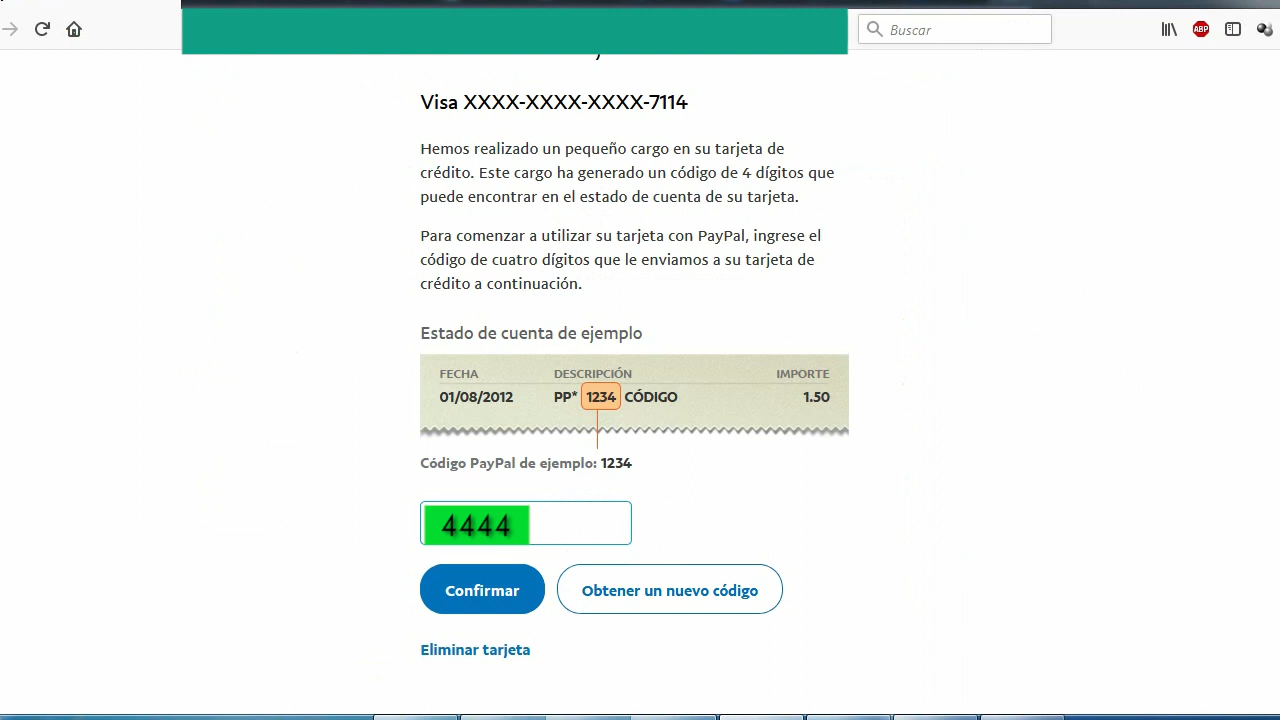 Buscar
ABP
Visa XXXX-XXXX-XXXX-7114
Hemos realizado un pequeño cargo en su tarjeta de
crédito. Este cargo ha generado un código de 4 dígitos que
puede encontrar en el estado de cuenta de su tarjeta.
Para comenzar a utilizar su tarjeta con PayPal, ingrese el
código de cuatro dígitos que le enviamos a su tarjeta de
crédito a continuación.
Estado de cuenta de ejemplo
FECHA DESCRIPCIÓN IMPORTE
01/08/2012 PP* 1234 CÓDIGO 1.50
Código PayPal de ejemplo: 1234
4444
Confirmar Obtener un nuevo código
Eliminar tarjeta